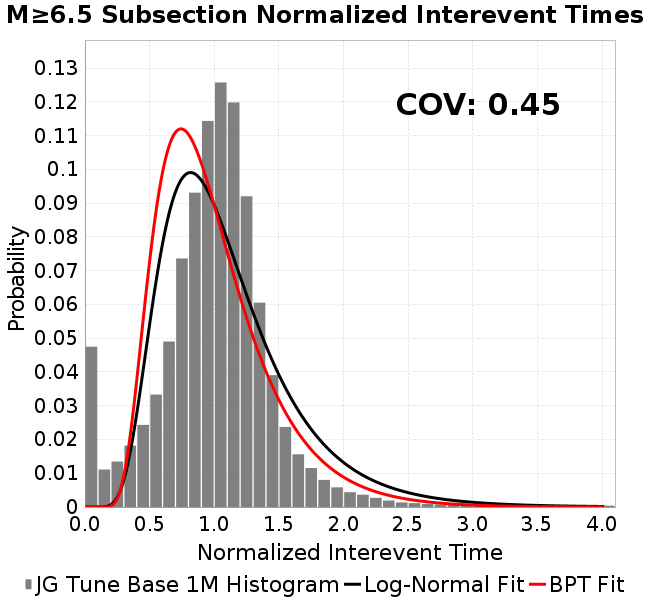 M≥6.5 Subsection Normalized Interevent Times
COV: 0.45
Probability
0.13
0.12
0.11
0.1
0.09
0.08
0.07
0.06
0.05
0.04
0.03
0.02
0.01
0
0.0 0.5 1.0 1.5 2.0 2.5 3.0 3.5 4.0
Normalized Interevent Time
JG Tune Base 1M Histogram Log-Normal Fit BPT Fit